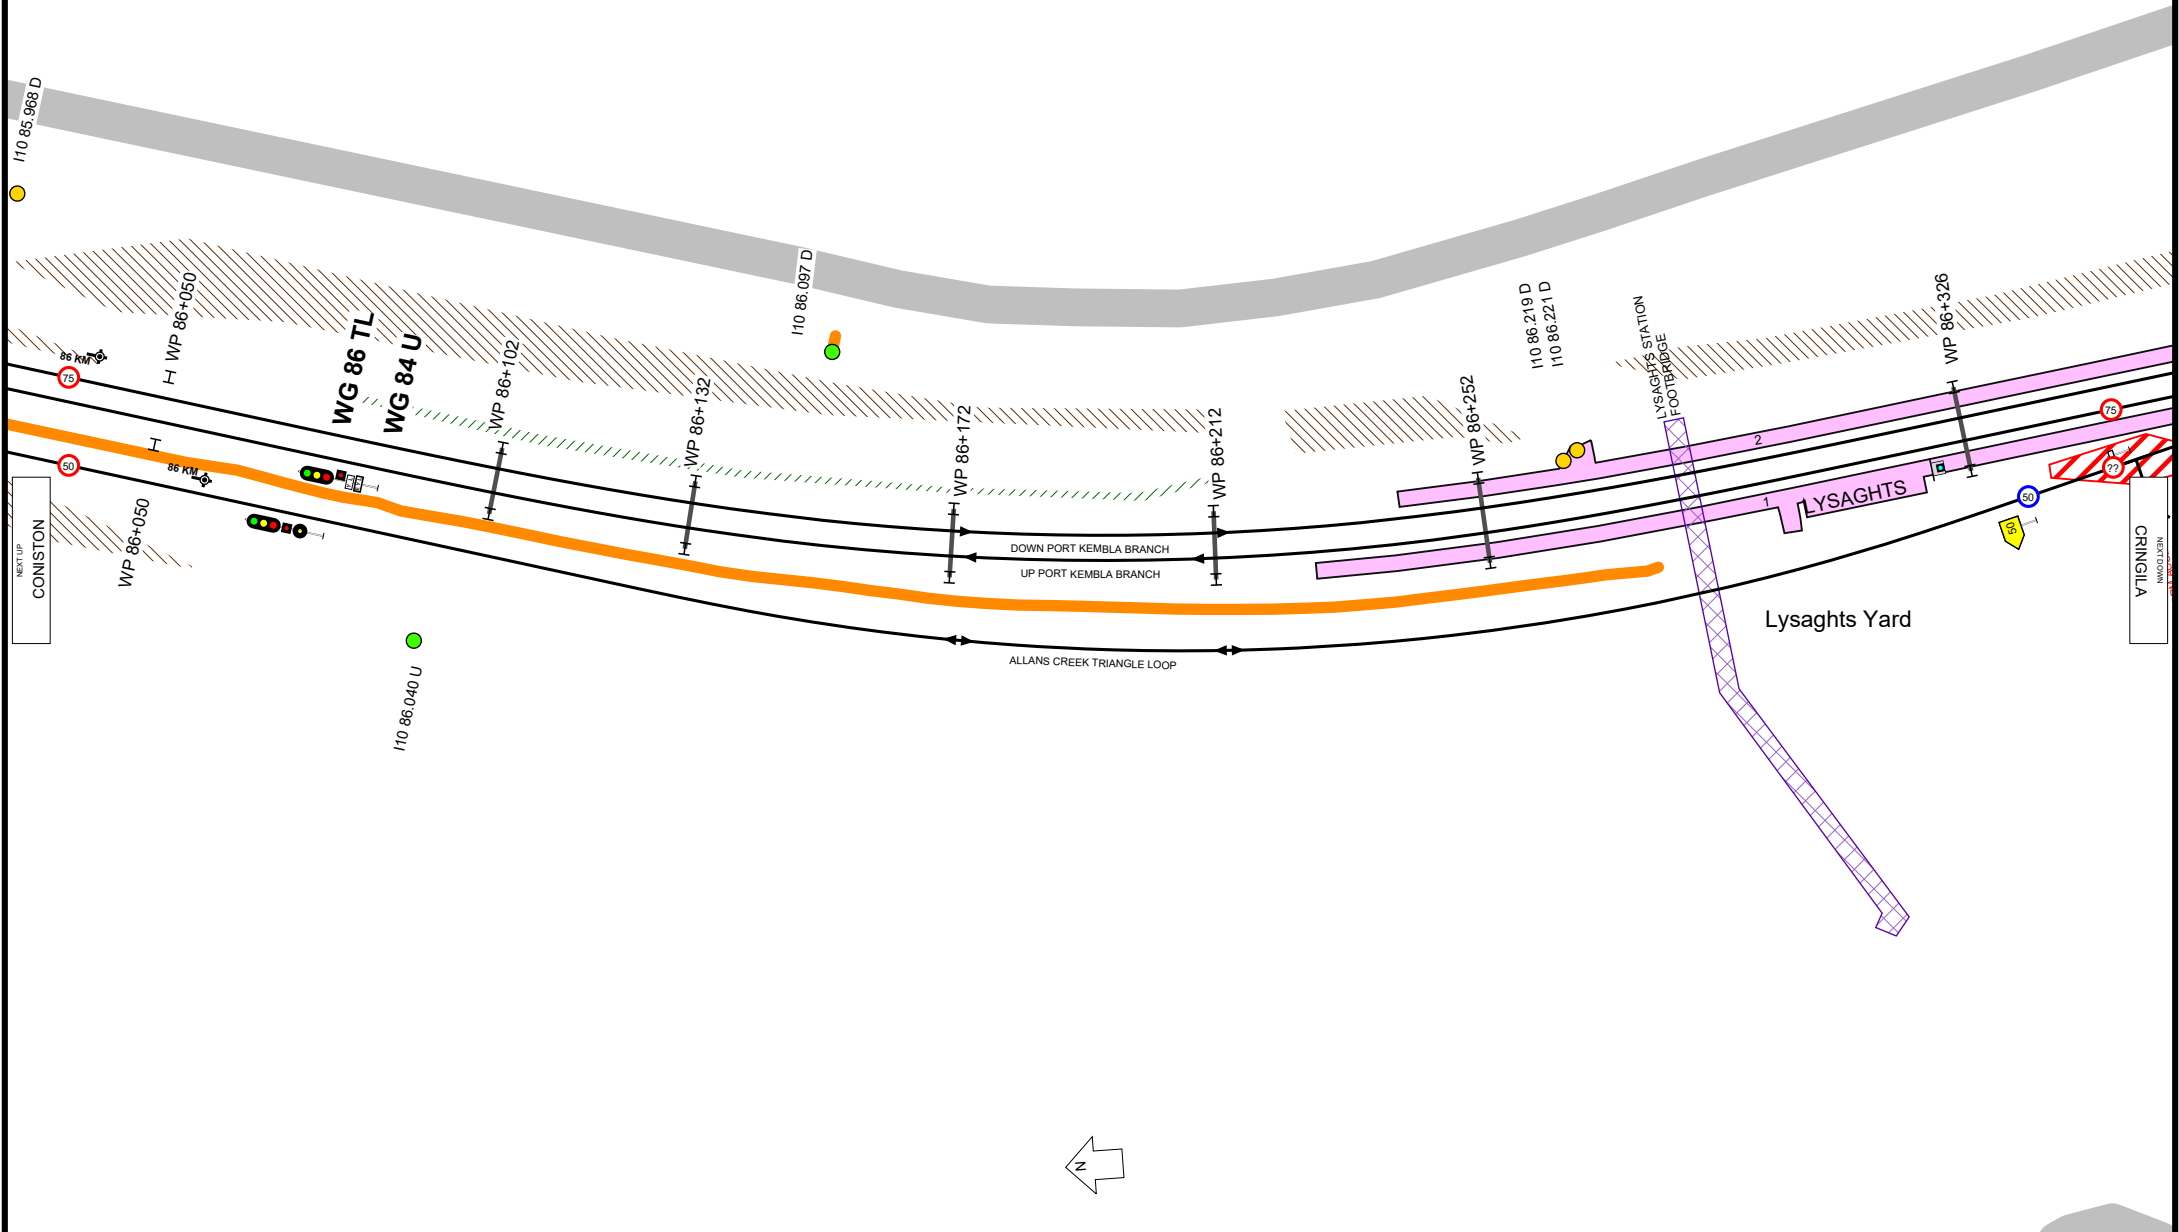 I10 85.968 D
WP 86+050
86 KM
75
WG 86 TL
WG 84 U
WP 86+102
WP 86+132
I10 86.097 D
WP 86+172
WP 86+212
WP 86+252
I10 86.219 D
I10 86.221 D
LYSAGHTS STATION
FOOTBRIDGE
WP 86+326
2
75
1
LYSAGHTS
??
50
50
50
86 KM
WP 86+050
NEXT UP
CONISTON
I10 86.040 U
DOWN PORT KEMBLA BRANCH
UP PORT KEMBLA BRANCH
ALLANS CREEK TRIANGLE LOOP
Lysaghts Yard
NEXT DOWN
CRINGILA
N